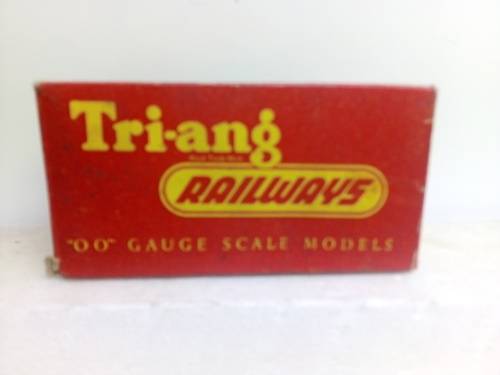 Tri-ang
RAILWAYS
"OO" GAUGE SCALE MODELS